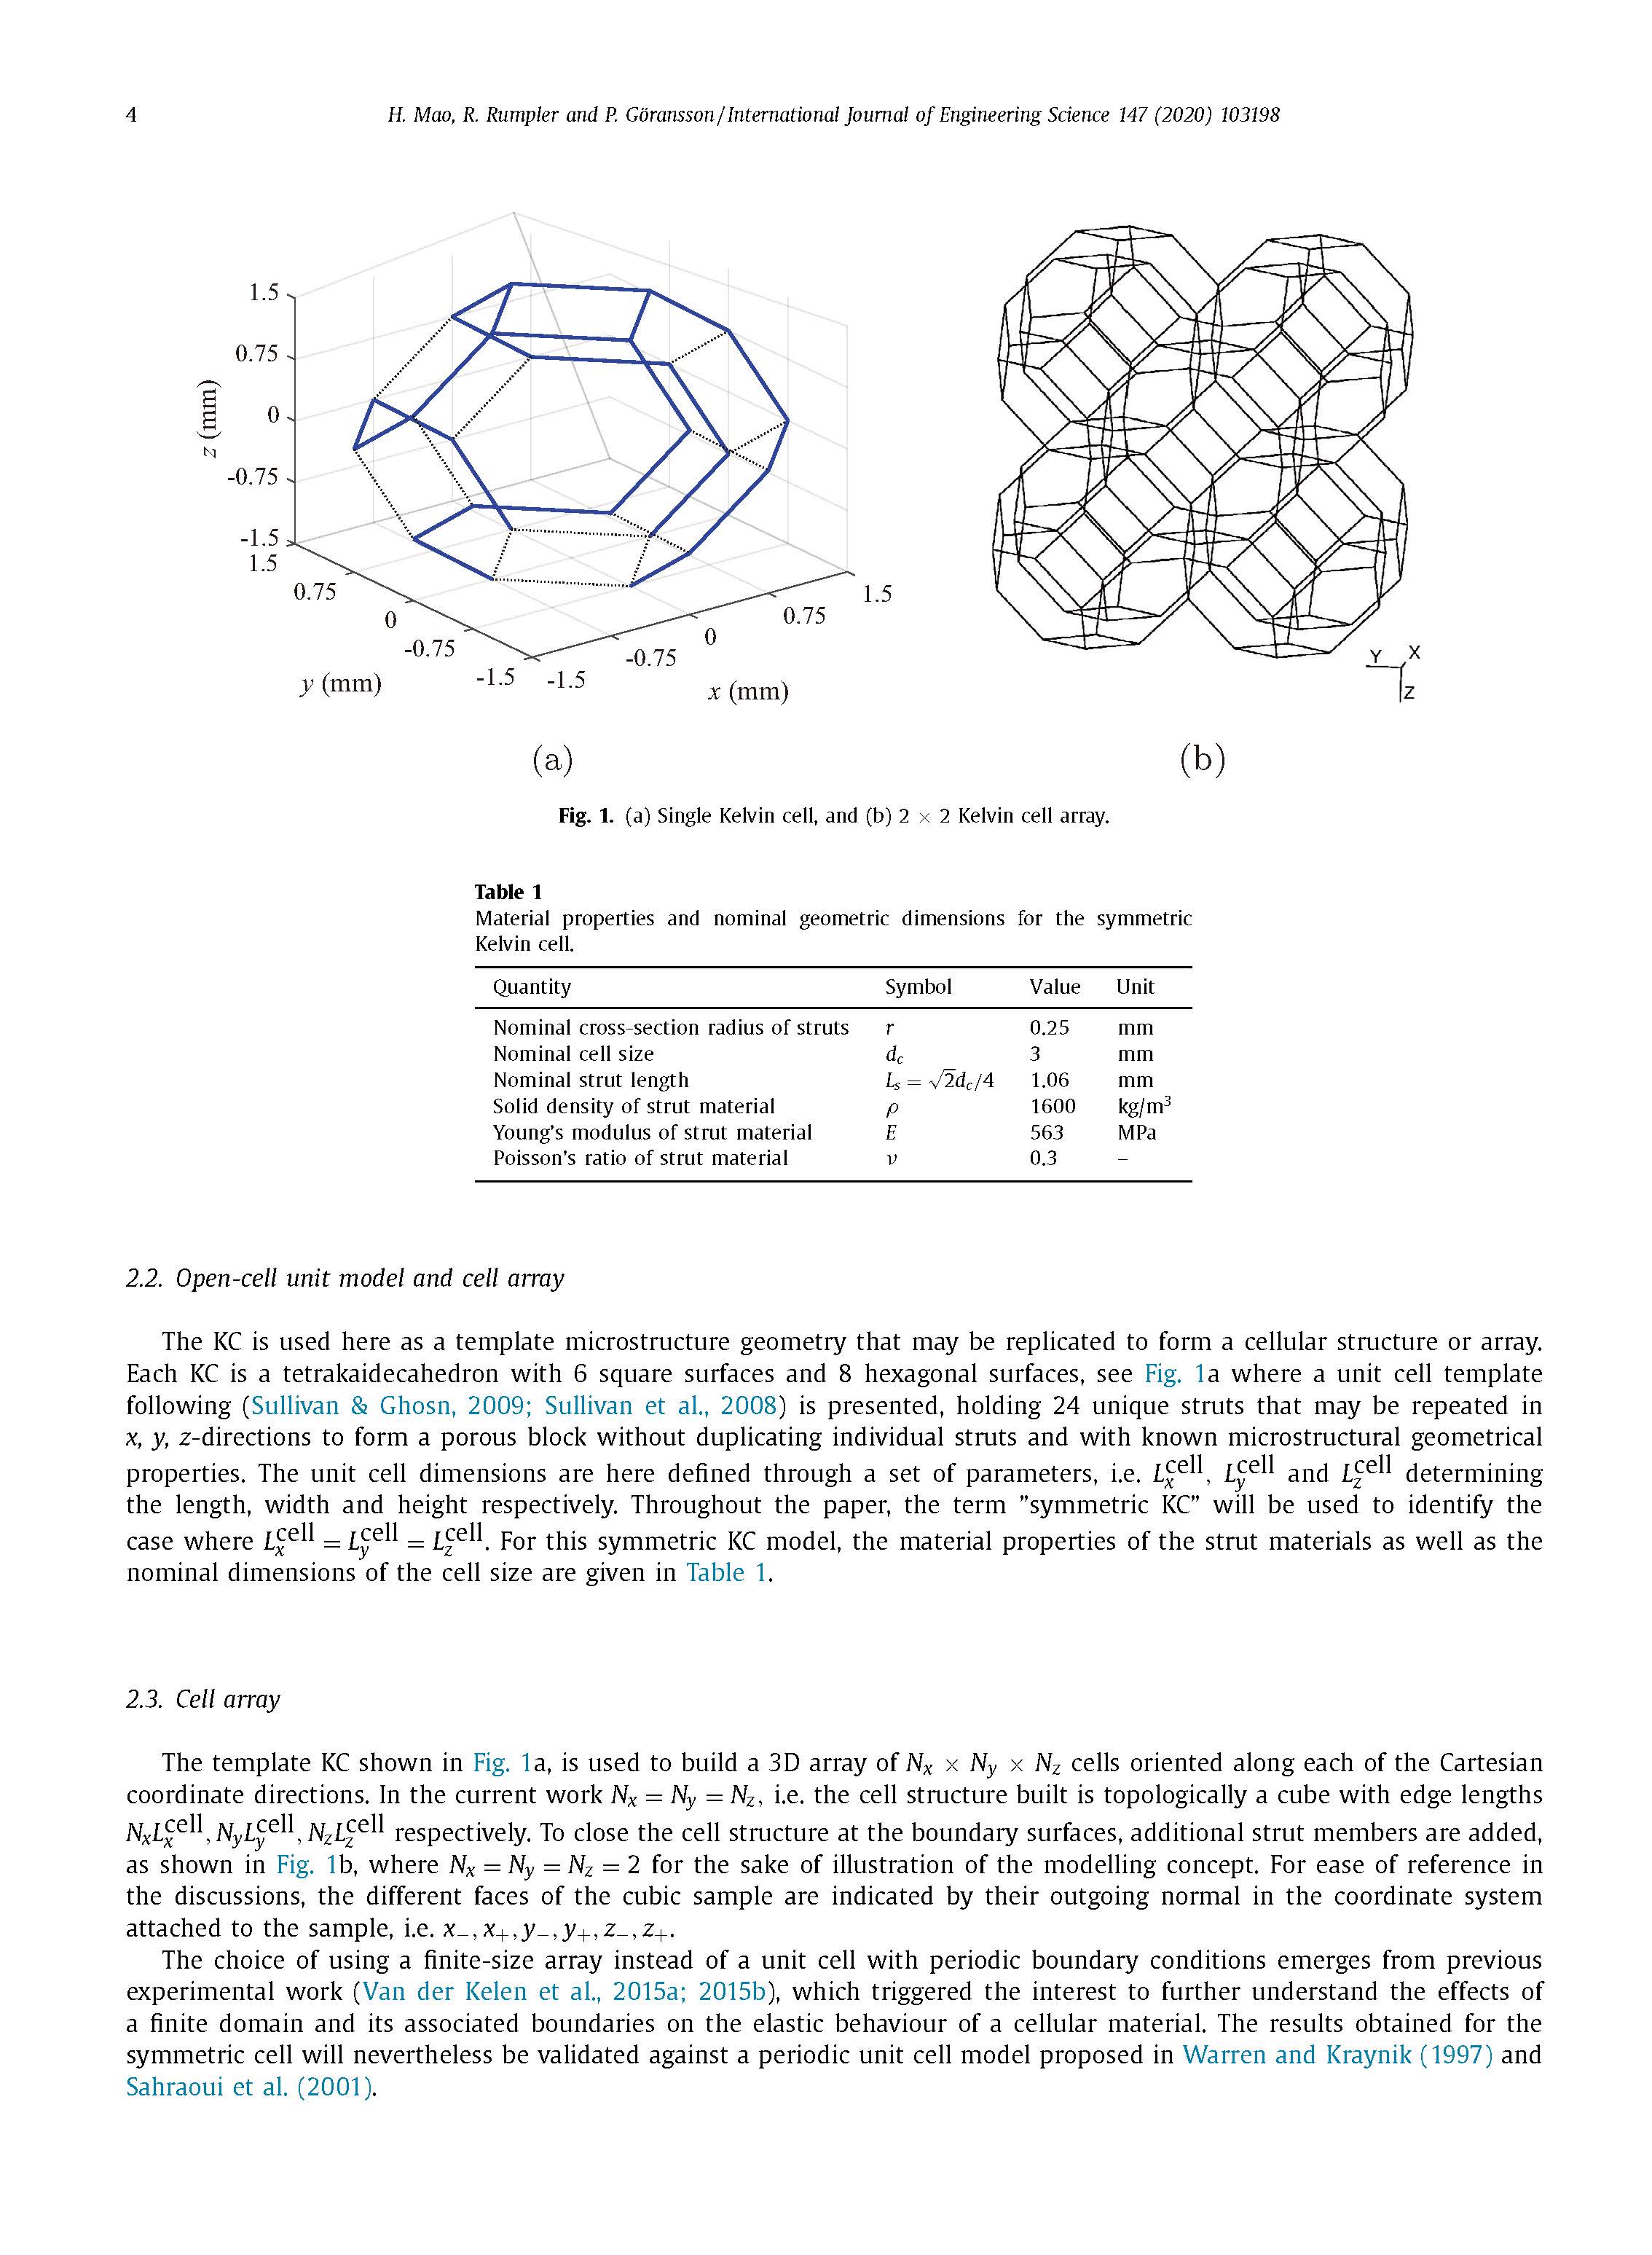 4
H. Mao, R. Rumpler and P. Göransson / International Journal of Engineering Science 147 (2020) 103198
1.5
0.75
0
-0.75
-1.5
z (mm)
1.5
0.75
0
-0.75
-1.5
y (mm)
-1.5
-0.75
0
0.75
1.5
x (mm)
Y X
Z
(a)
(b)
Fig. 1. (a) Single Kelvin cell, and (b) 2 × 2 Kelvin cell array.
Table 1
Material properties and nominal geometric dimensions for the symmetric
Kelvin cell.
Quantity Symbol Value Unit
Nominal cross-section radius of struts r 0.25 mm
Nominal cell size d_c 3 mm
Nominal strut length L_s = √2d_c/4 1.06 mm
Solid density of strut material ρ 1600 kg/m³
Young's modulus of strut material E 563 MPa
Poisson's ratio of strut material ν 0.3 –
2.2. Open-cell unit model and cell array
The KC is used here as a template microstructure geometry that may be replicated to form a cellular structure or array.
Each KC is a tetrakaidecahedron with 6 square surfaces and 8 hexagonal surfaces, see Fig. 1a where a unit cell template
following (Sullivan & Ghosn, 2009; Sullivan et al., 2008) is presented, holding 24 unique struts that may be repeated in
x, y, z-directions to form a porous block without duplicating individual struts and with known microstructural geometrical
properties. The unit cell dimensions are here defined through a set of parameters, i.e. L_x^cell, L_y^cell and L_z^cell determining
the length, width and height respectively. Throughout the paper, the term "symmetric KC" will be used to identify the
case where L_x^cell = L_y^cell = L_z^cell. For this symmetric KC model, the material properties of the strut materials as well as the
nominal dimensions of the cell size are given in Table 1.
2.3. Cell array
The template KC shown in Fig. 1a, is used to build a 3D array of N_x × N_y × N_z cells oriented along each of the Cartesian
coordinate directions. In the current work N_x = N_y = N_z, i.e. the cell structure built is topologically a cube with edge lengths
N_xL_x^cell, N_yL_y^cell, N_zL_z^cell respectively. To close the cell structure at the boundary surfaces, additional strut members are added,
as shown in Fig. 1b, where N_x = N_y = N_z = 2 for the sake of illustration of the modelling concept. For ease of reference in
the discussions, the different faces of the cubic sample are indicated by their outgoing normal in the coordinate system
attached to the sample, i.e. x_−, x_+, y_−, y_+, z_−, z_+.
The choice of using a finite-size array instead of a unit cell with periodic boundary conditions emerges from previous
experimental work (Van der Kelen et al., 2015a; 2015b), which triggered the interest to further understand the effects of
a finite domain and its associated boundaries on the elastic behaviour of a cellular material. The results obtained for the
symmetric cell will nevertheless be validated against a periodic unit cell model proposed in Warren and Kraynik (1997) and
Sahraoui et al. (2001).